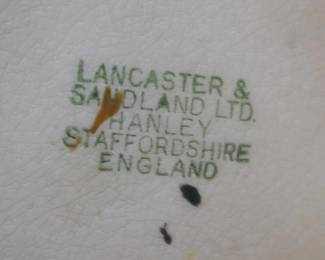 LANCASTER &
SANDLAND LTD.
HANLEY
STAFFORDSHIRE
ENGLAND